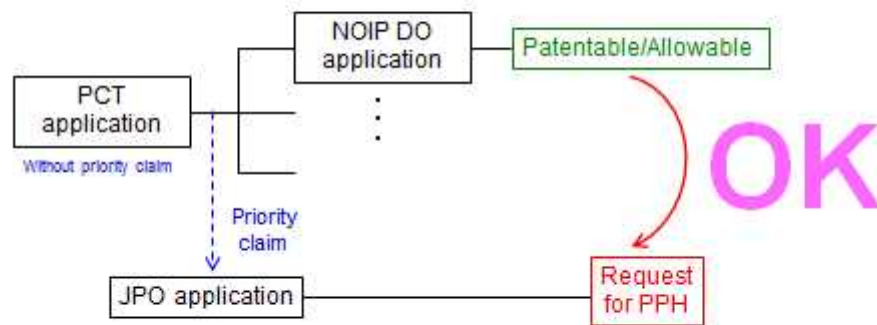 NOIP DO
application
Patentable/Allowable
PCT
application
Without priority claim
OK
Priority
claim
Request
for PPH
JPO application